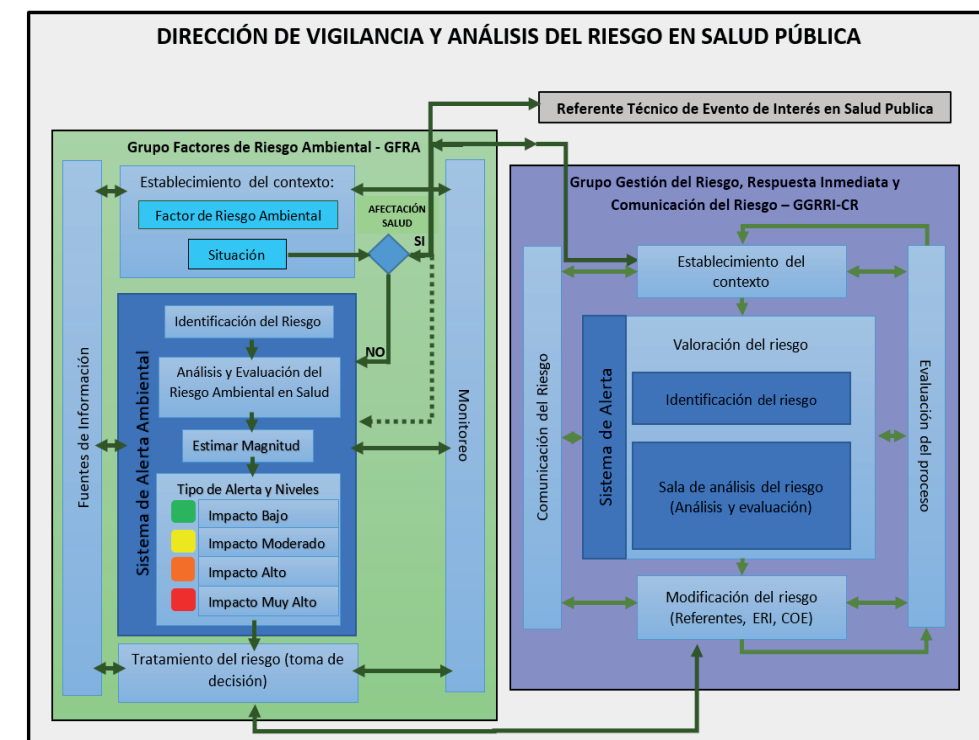 DIRECCIÓN DE VIGILANCIA Y ANÁLISIS DEL RIESGO EN SALUD PÚBLICA
Referente Técnico de Evento de Interés en Salud Publica
Grupo Factores de Riesgo Ambiental - GFRA
Fuentes de Información
Establecimiento del contexto:
Factor de Riesgo Ambiental
Situación
AFECTACIÓN
SALUD
SI
NO
Sistema de Alerta Ambiental
Identificación del Riesgo
Análisis y Evaluación del
Riesgo Ambiental en Salud
Estimar Magnitud
Tipo de Alerta y Niveles
Impacto Bajo
Impacto Moderado
Impacto Alto
Impacto Muy Alto
Tratamiento del riesgo (toma de
decisión)
Monitoreo
Grupo Gestión del Riesgo, Respuesta Inmediata y
Comunicación del Riesgo – GGRRI-CR
Comunicación del Riesgo
Establecimiento del
contexto
Sistema de Alerta
Valoración del riesgo
Identificación del riesgo
Sala de análisis del riesgo
(Análisis y evaluación)
Modificación del riesgo
(Referentes, ERI, COE)
Evaluación del proceso